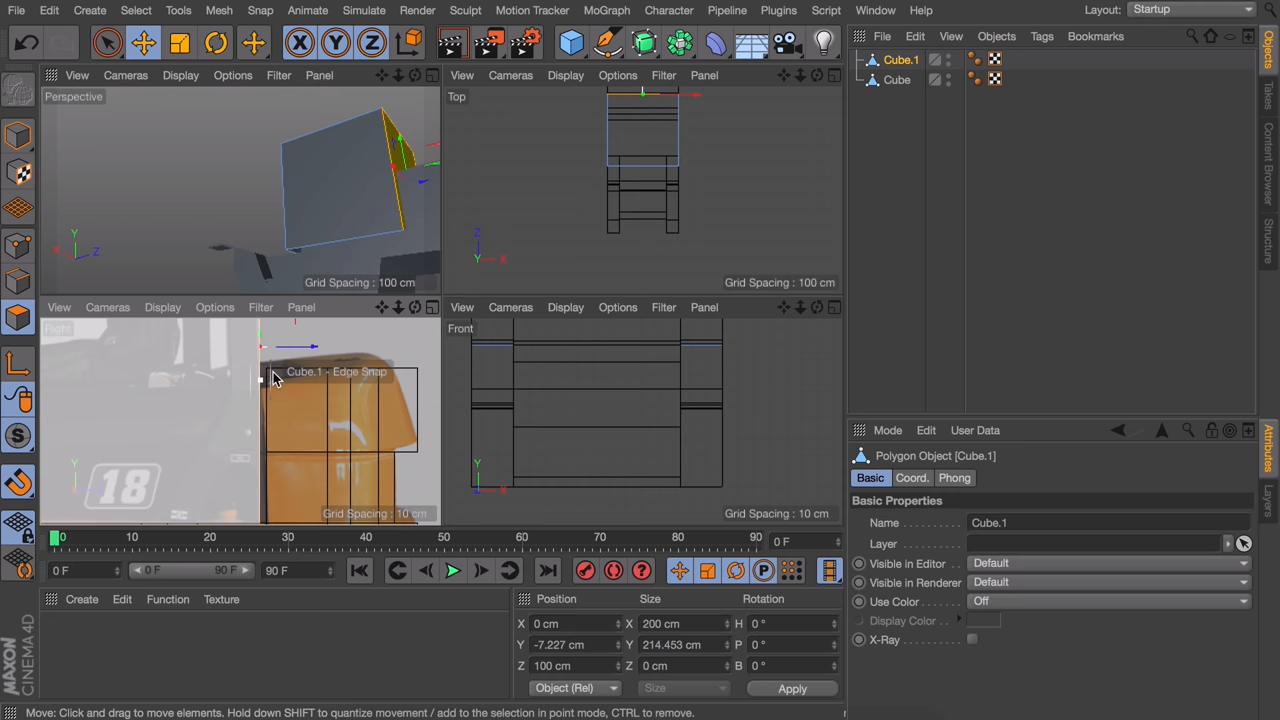 File Edit Create Select Tools Mesh Snap Animate Simulate Render Sculpt Motion Tracker MoGraph Character Pipeline Plugins Script Window Help Layout: Startup
View Cameras Display Options Filter Panel
Perspective
Grid Spacing : 100 cm
View Cameras Display Options Filter Panel
Top
Grid Spacing : 100 cm
View Cameras Display Options Filter Panel
Right
Cube.1 - Edge Snap
18
Grid Spacing : 10 cm
View Cameras Display Options Filter Panel
Front
Grid Spacing : 10 cm
File Edit View Objects Tags Bookmarks
Cube.1
Cube
Objects
Takes
Content Browser
Structure
Mode Edit User Data
Polygon Object [Cube.1]
Basic Coord. Phong
Basic Properties
Name Cube.1
Layer
Visible in Editor Default
Visible in Renderer Default
Use Color Off
Display Color
X-Ray
Attributes
Layers
0 10 20 30 40 50 60 70 80 90 0 F
0 F 0 F 90 F 90 F
Create Edit Function Texture
Position Size Rotation
X 0 cm X 200 cm H 0 °
Y -7.227 cm Y 214.453 cm P 0 °
Z 100 cm Z 0 cm B 0 °
Object (Rel) Size Apply
MAXON CINEMA 4D
Move: Click and drag to move elements. Hold down SHIFT to quantize movement / add to the selection in point mode, CTRL to remove.